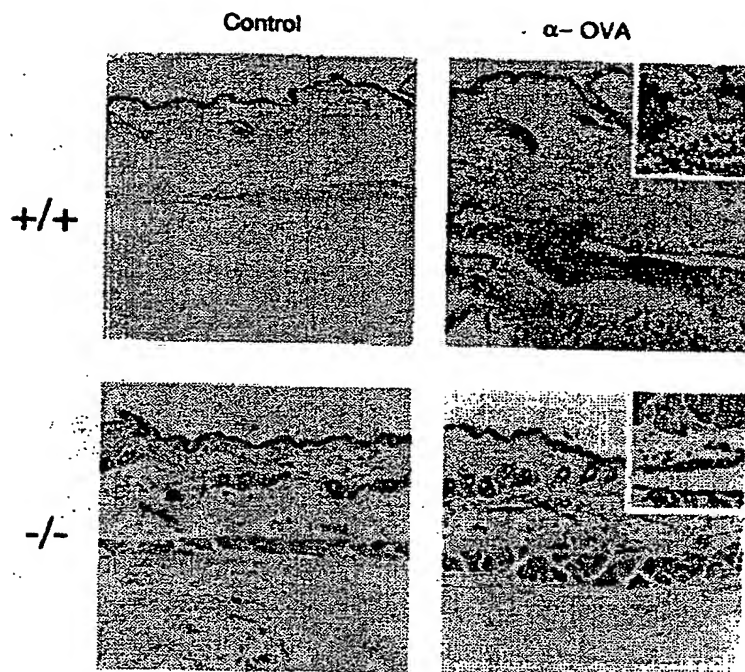 Control
α– OVA
+/+
-/-